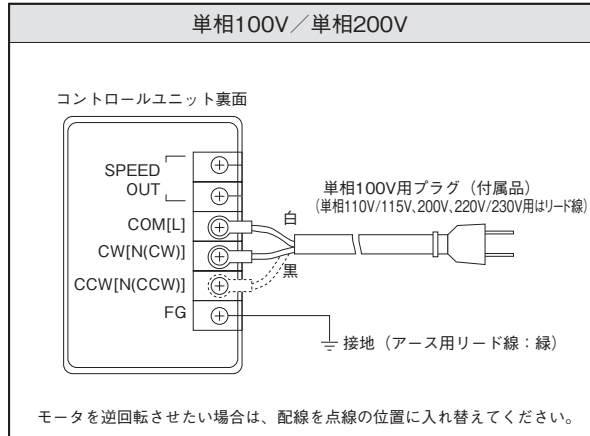 単相100V／単相200V
コントロールユニット裏面
SPEED
OUT
COM[L]
CW[N(CW)]
CCW[N(CCW)]
FG
白
黒
単相100V用プラグ（付属品）
（単相110V/115V、200V、220V/230V用はリード線）
接地（アース用リード線：緑）
モータを逆回転させたい場合は、配線を点線の位置に入れ替えてください。